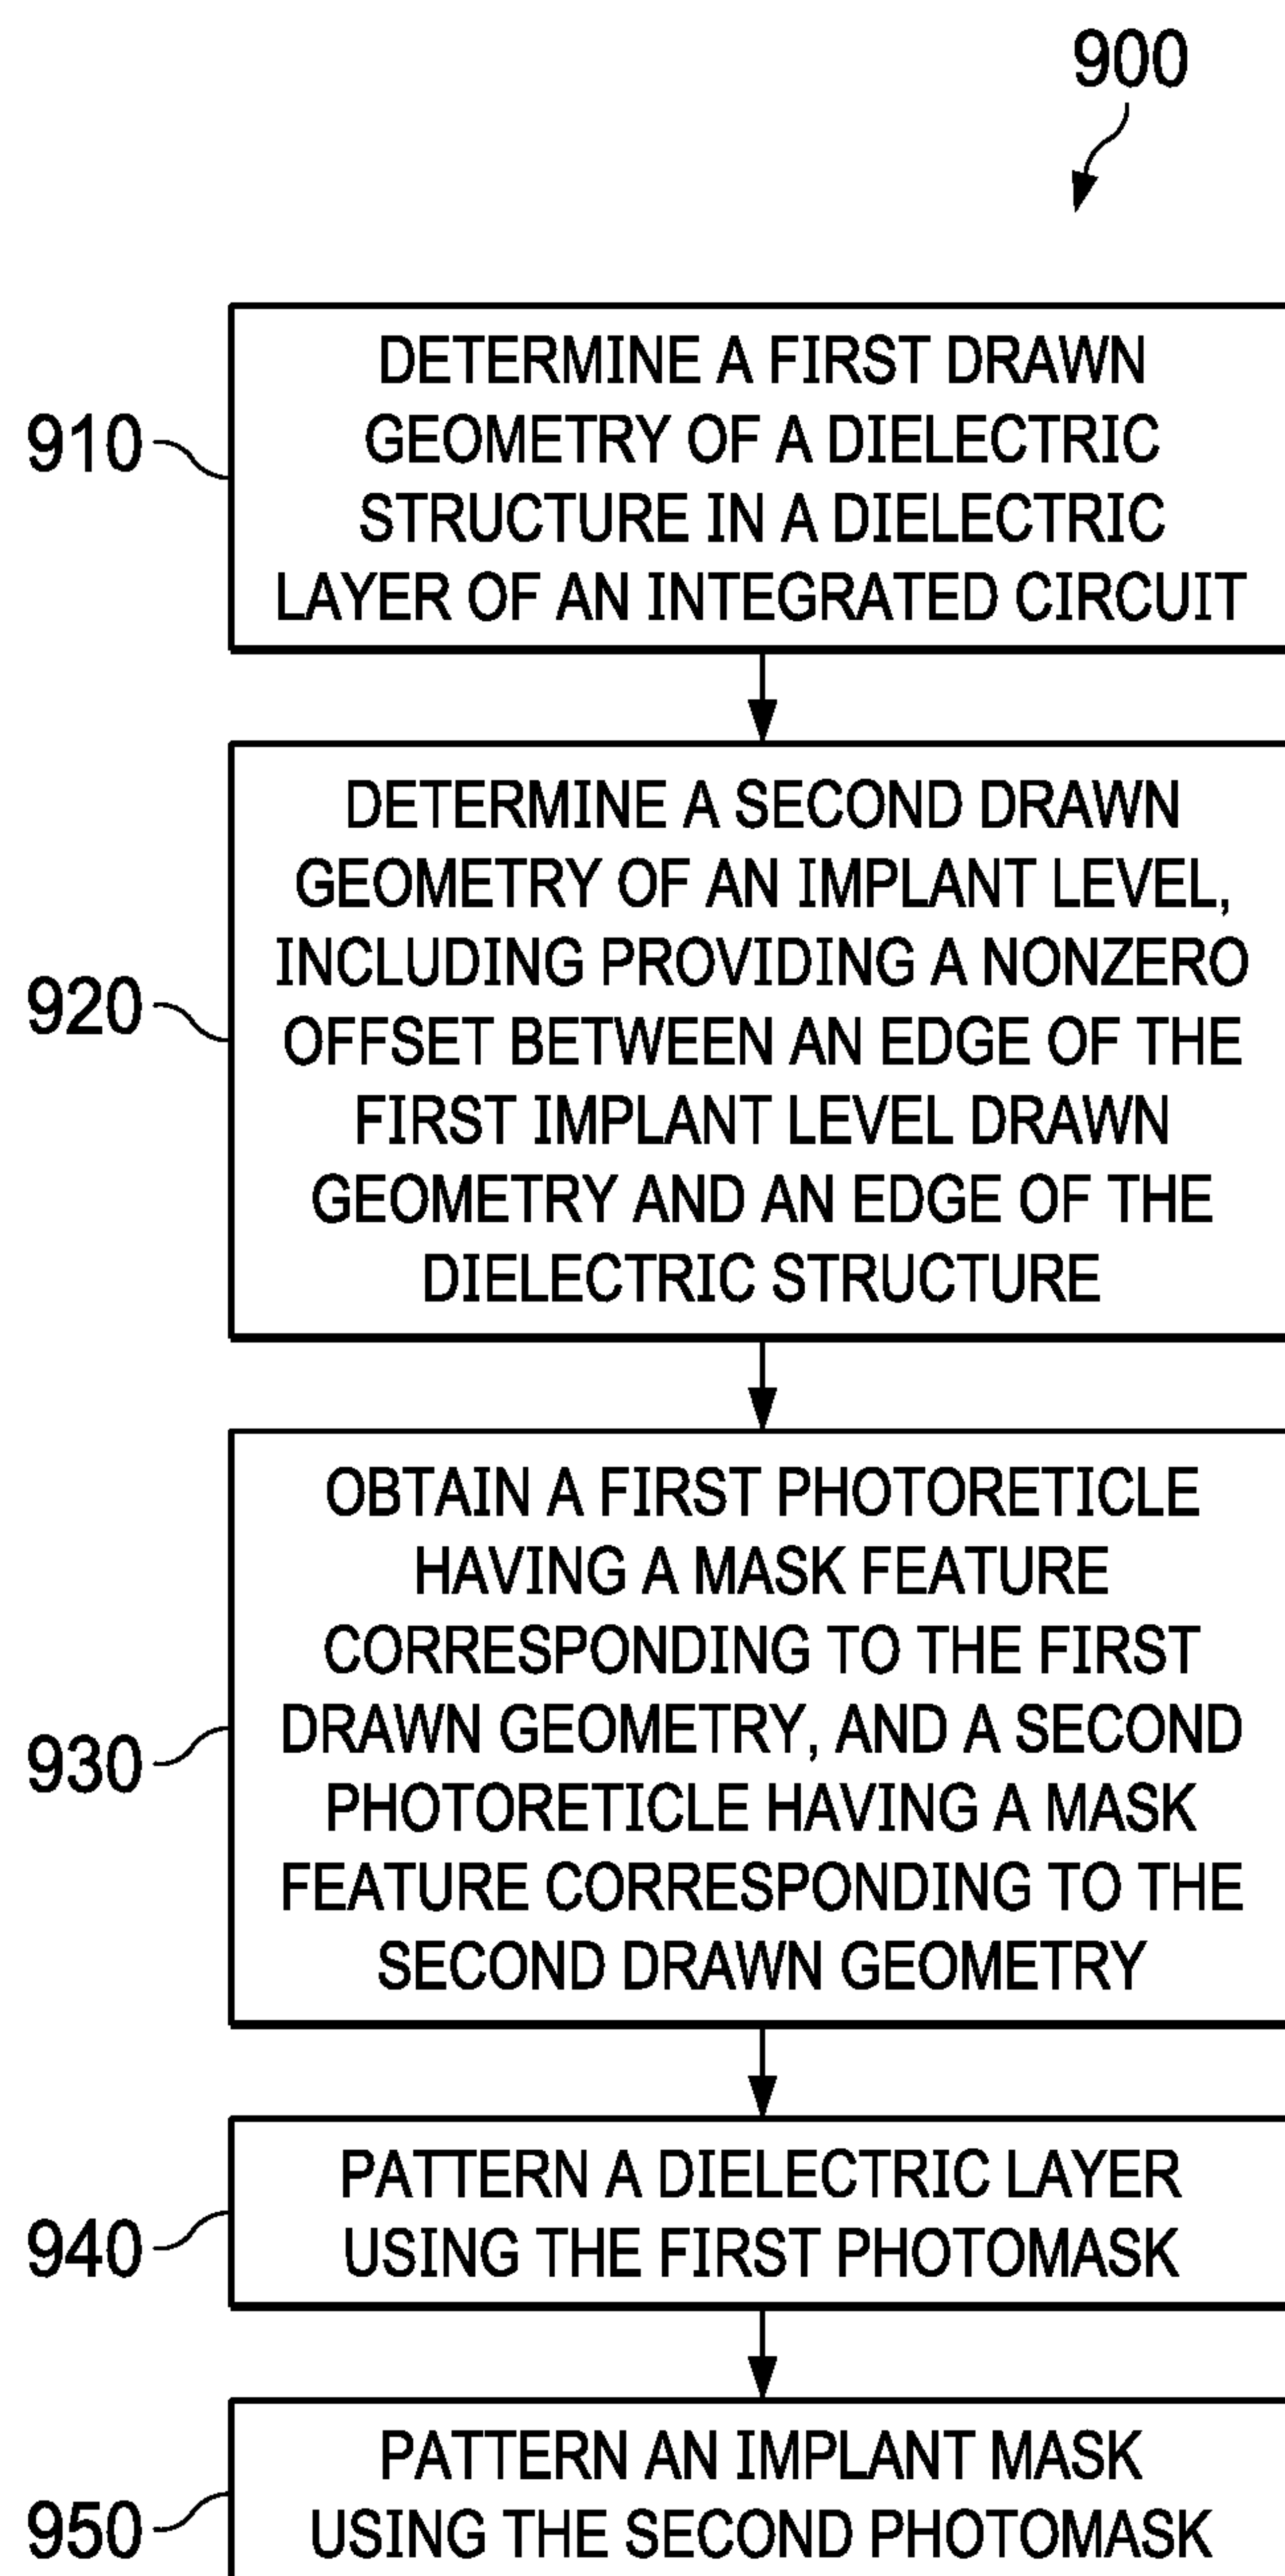 900
910
DETERMINE A FIRST DRAWN
GEOMETRY OF A DIELECTRIC
STRUCTURE IN A DIELECTRIC
LAYER OF AN INTEGRATED CIRCUIT
920
DETERMINE A SECOND DRAWN
GEOMETRY OF AN IMPLANT LEVEL,
INCLUDING PROVIDING A NONZERO
OFFSET BETWEEN AN EDGE OF THE
FIRST IMPLANT LEVEL DRAWN
GEOMETRY AND AN EDGE OF THE
DIELECTRIC STRUCTURE
930
OBTAIN A FIRST PHOTORETICLE
HAVING A MASK FEATURE
CORRESPONDING TO THE FIRST
DRAWN GEOMETRY, AND A SECOND
PHOTORETICLE HAVING A MASK
FEATURE CORRESPONDING TO THE
SECOND DRAWN GEOMETRY
940
PATTERN A DIELECTRIC LAYER
USING THE FIRST PHOTOMASK
950
PATTERN AN IMPLANT MASK
USING THE SECOND PHOTOMASK